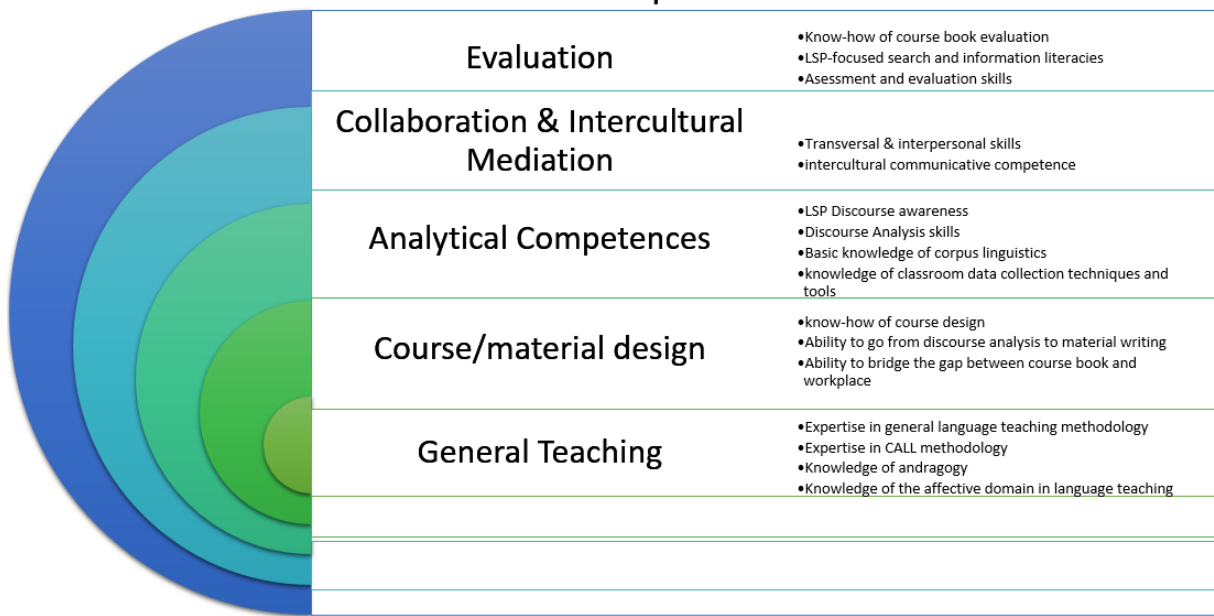 Evaluation
•Know-how of course book evaluation
•LSP-focused search and information literacies
•Asessment and evaluation skills
Collaboration & Intercultural
Mediation
•Transversal & interpersonal skills
•intercultural communicative competence
Analytical Competences
•LSP Discourse awareness
•Discourse Analysis skills
•Basic knowledge of corpus linguistics
•knowledge of classroom data collection techniques and
tools
Course/material design
•know-how of course design
•Ability to go from discourse analysis to material writing
•Ability to bridge the gap between course book and
workplace
General Teaching
•Expertise in general language teaching methodology
•Expertise in CALL methodology
•Knowledge of andragogy
•Knowledge of the affective domain in language teaching